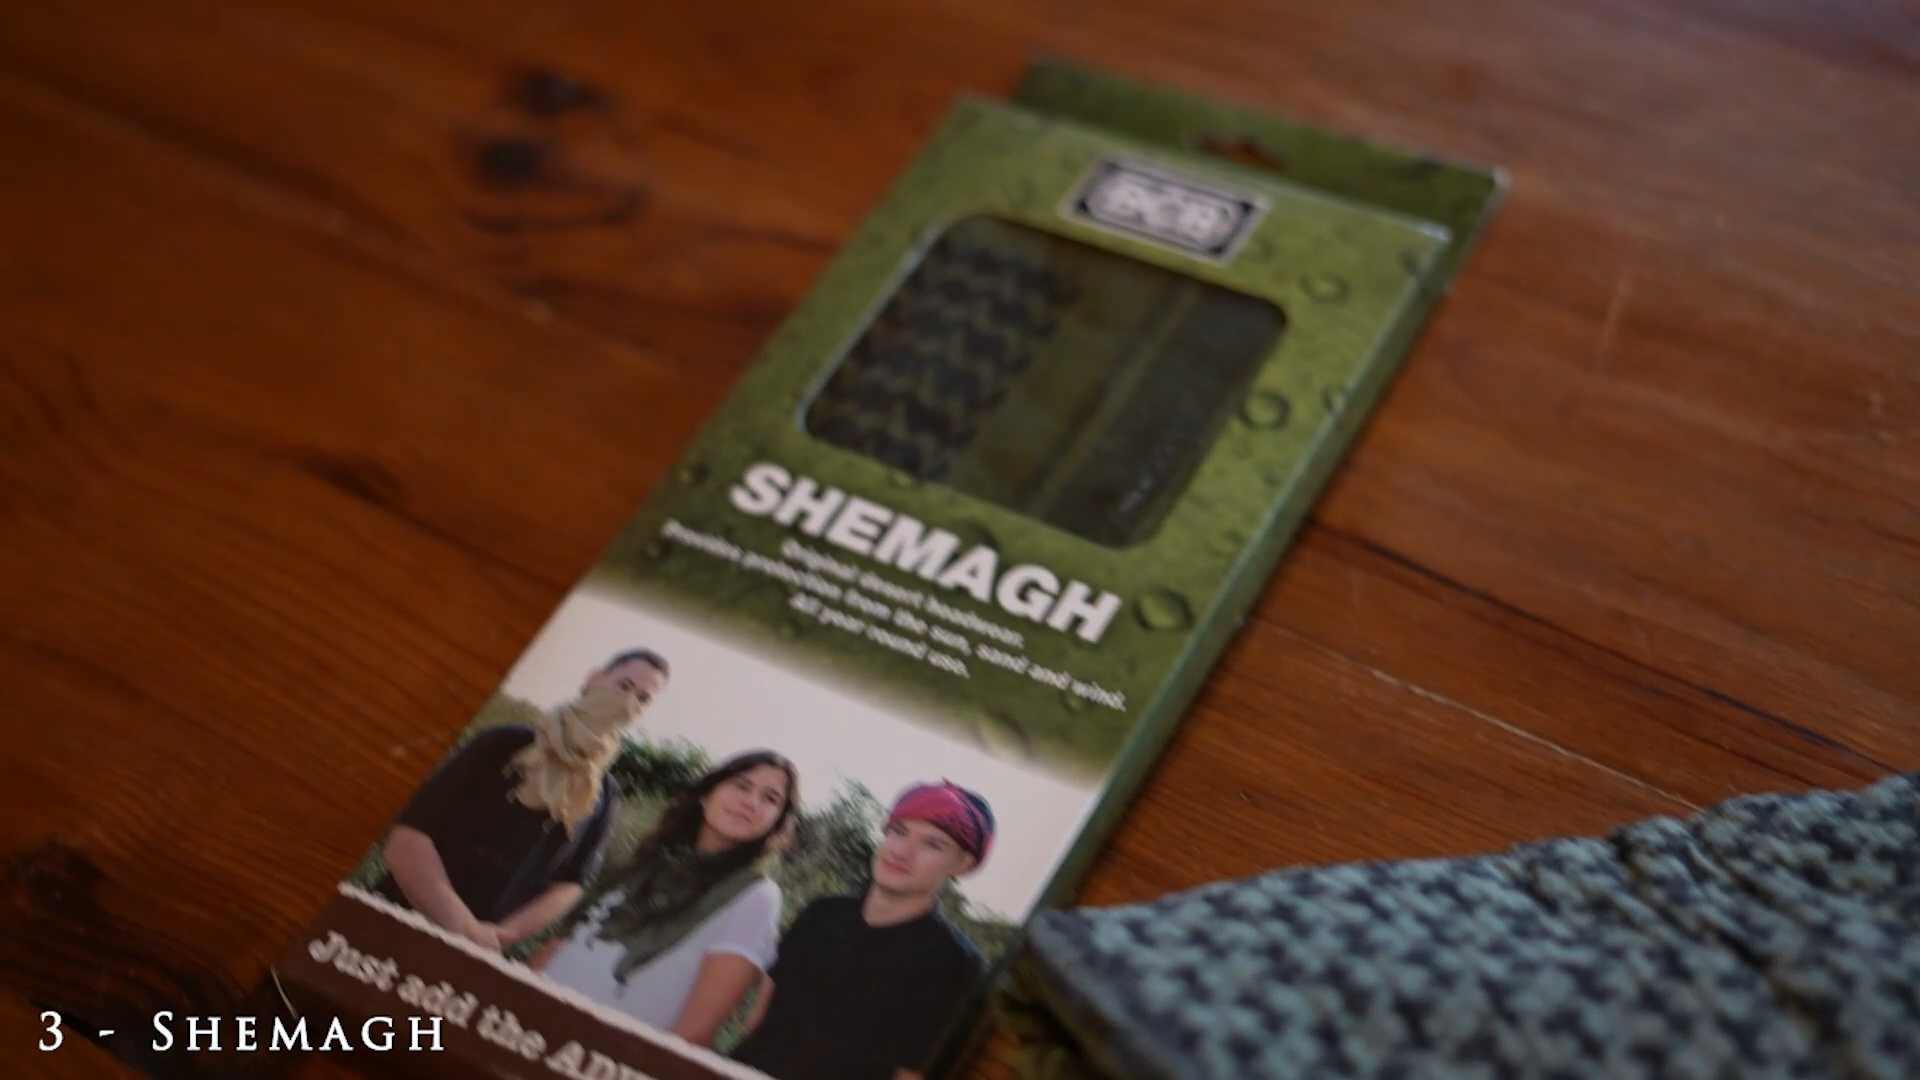 BCB
SHEMAGH
Original desert headwear.
Provides protection from the sun, sand and wind.
All year round use.
Just add the
3 - SHEMAGH